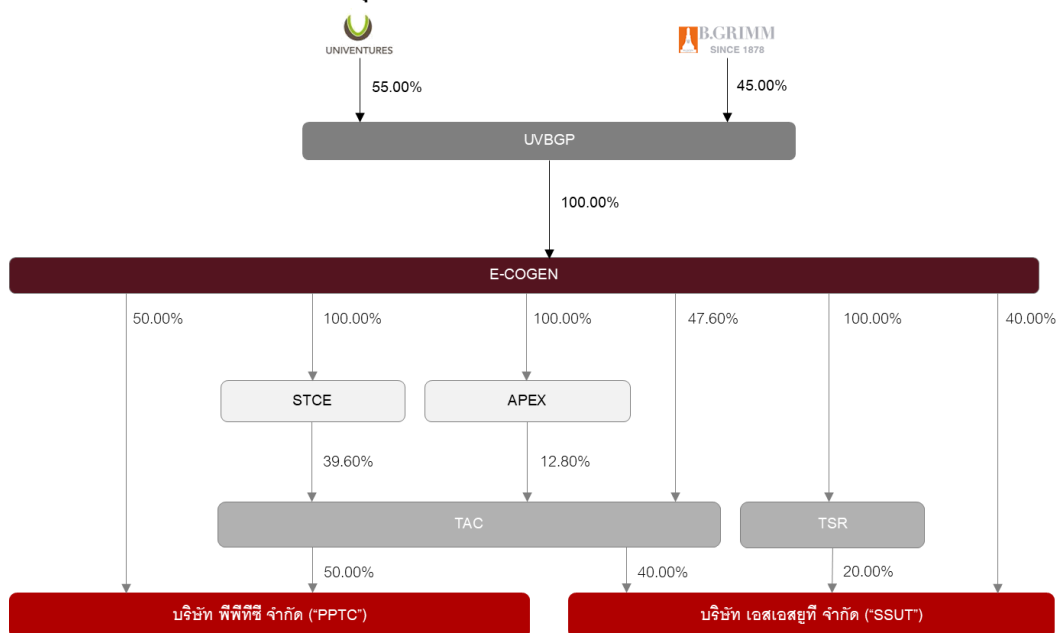 UNIVENTURES
B.GRIMM
SINCE 1878
55.00%
45.00%
UVBGP
100.00%
E-COGEN
50.00%
100.00%
100.00%
47.60%
100.00%
40.00%
STCE
APEX
39.60%
12.80%
TAC
TSR
50.00%
40.00%
20.00%
บริษัท พีพีทีซี จำกัด (“PPTC”)
บริษัท เอสเอสยูที จำกัด (“SSUT”)